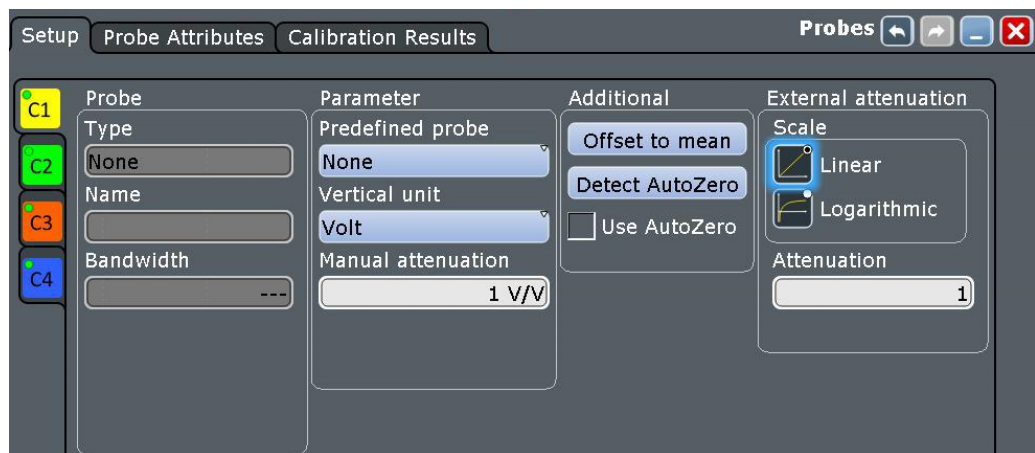 Setup
Probe Attributes
Calibration Results
Probes
C1
C2
C3
C4
Probe
Type
None
Name
Bandwidth
---
Parameter
Predefined probe
None
Vertical unit
Volt
Manual attenuation
1 V/V
Additional
Offset to mean
Detect AutoZero
Use AutoZero
External attenuation
Scale
Linear
Logarithmic
Attenuation
1